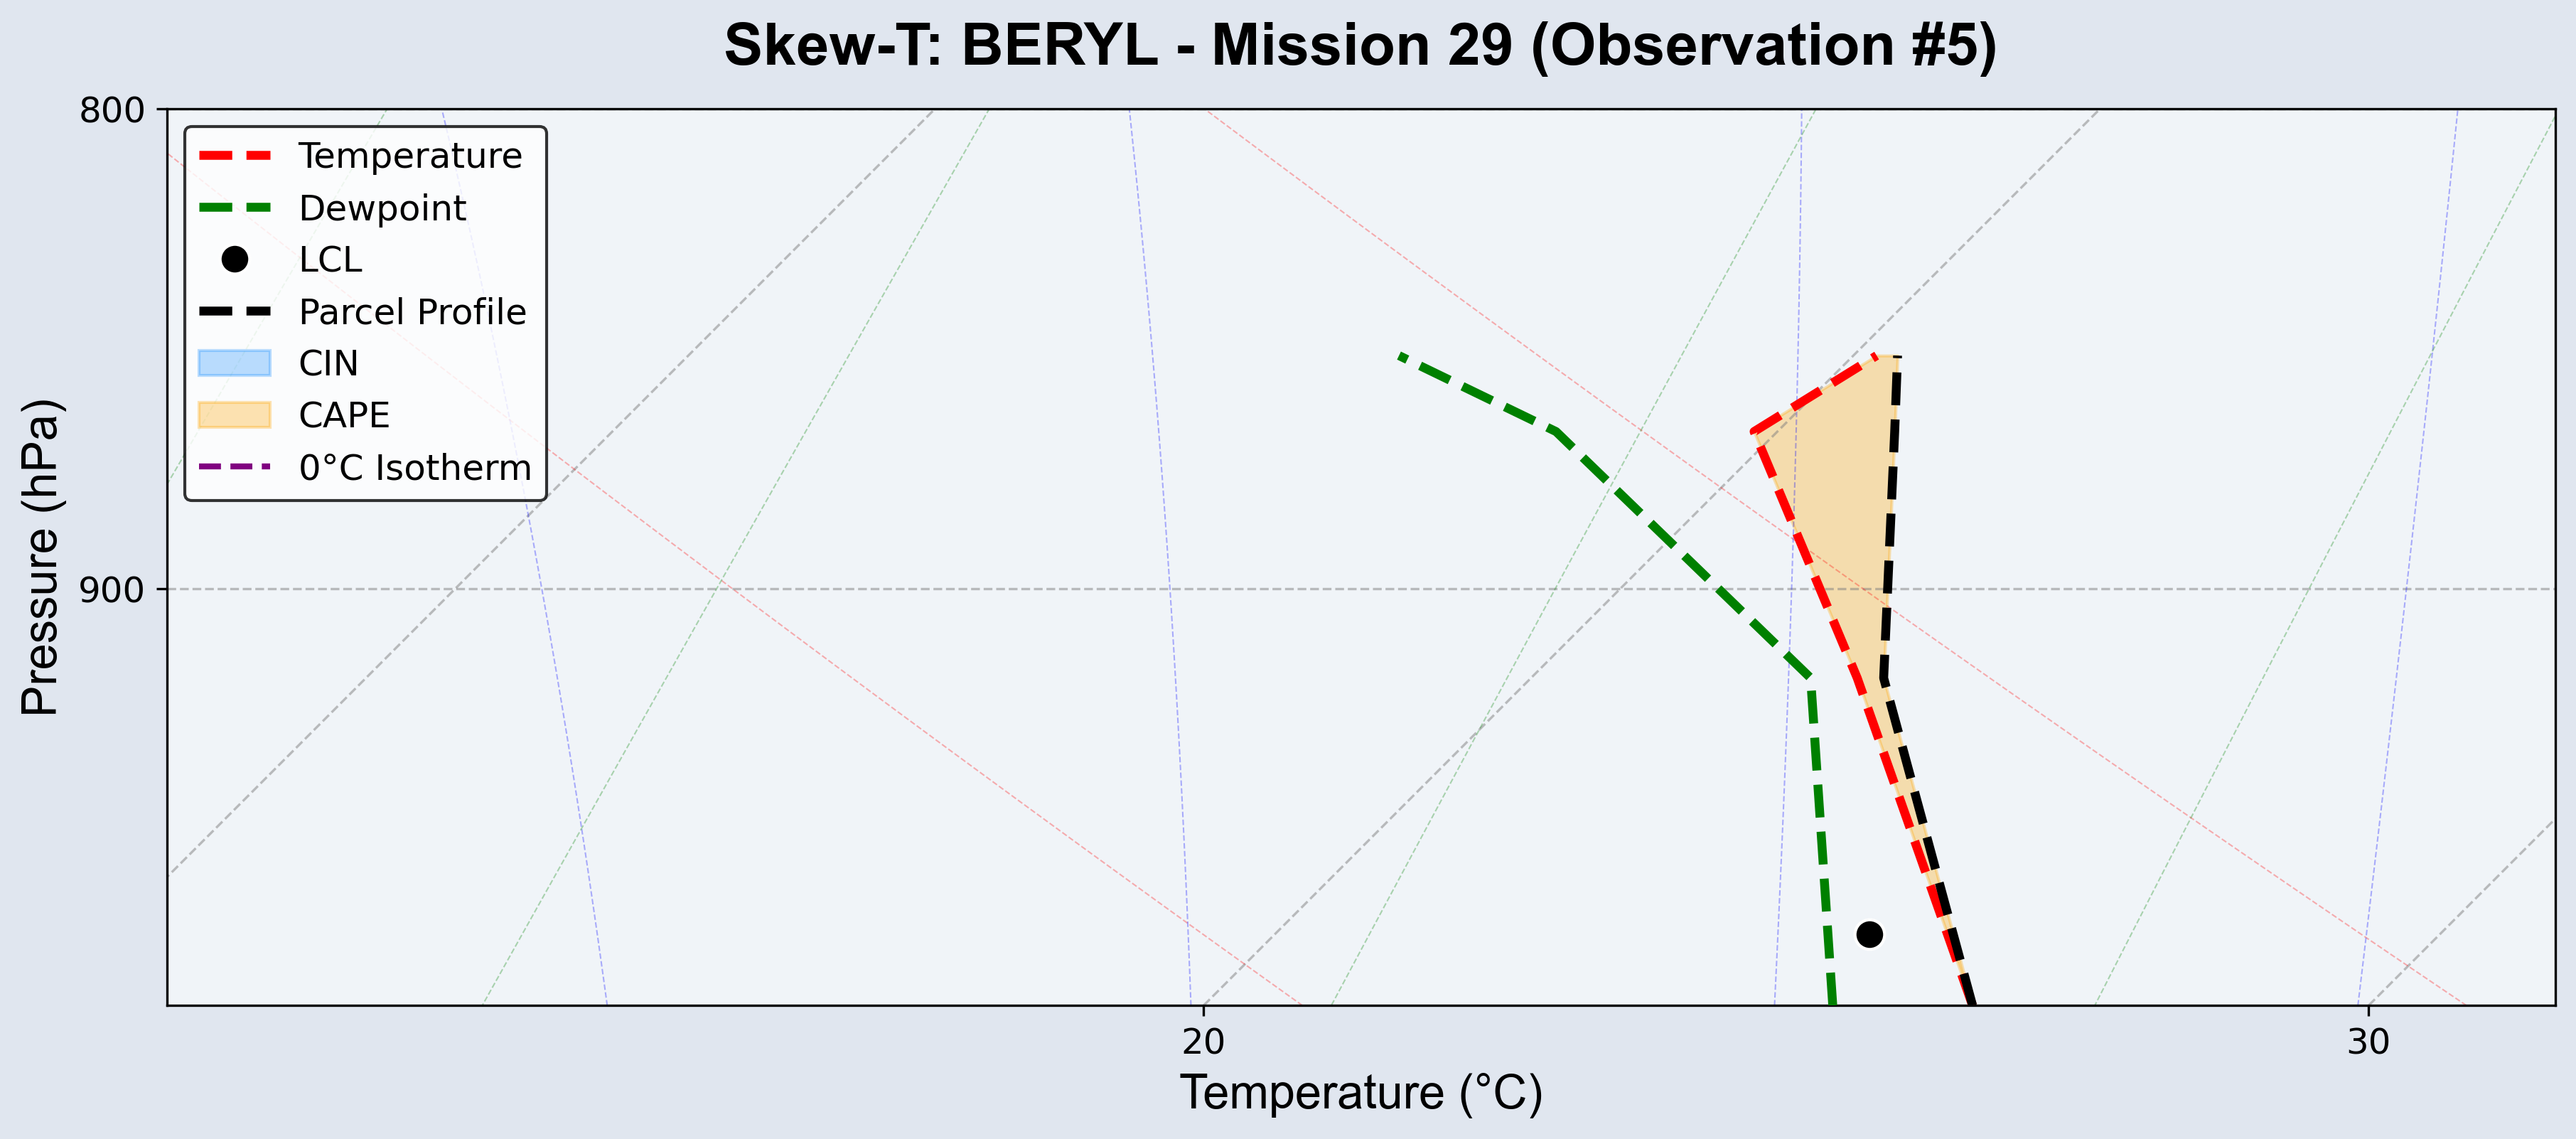 Skew-T: BERYL - Mission 29 (Observation #5)
800
Temperature
Dewpoint
LCL
Parcel Profile
CIN
CAPE
0°C Isotherm
Pressure (hPa)
900
20
30
Temperature (°C)